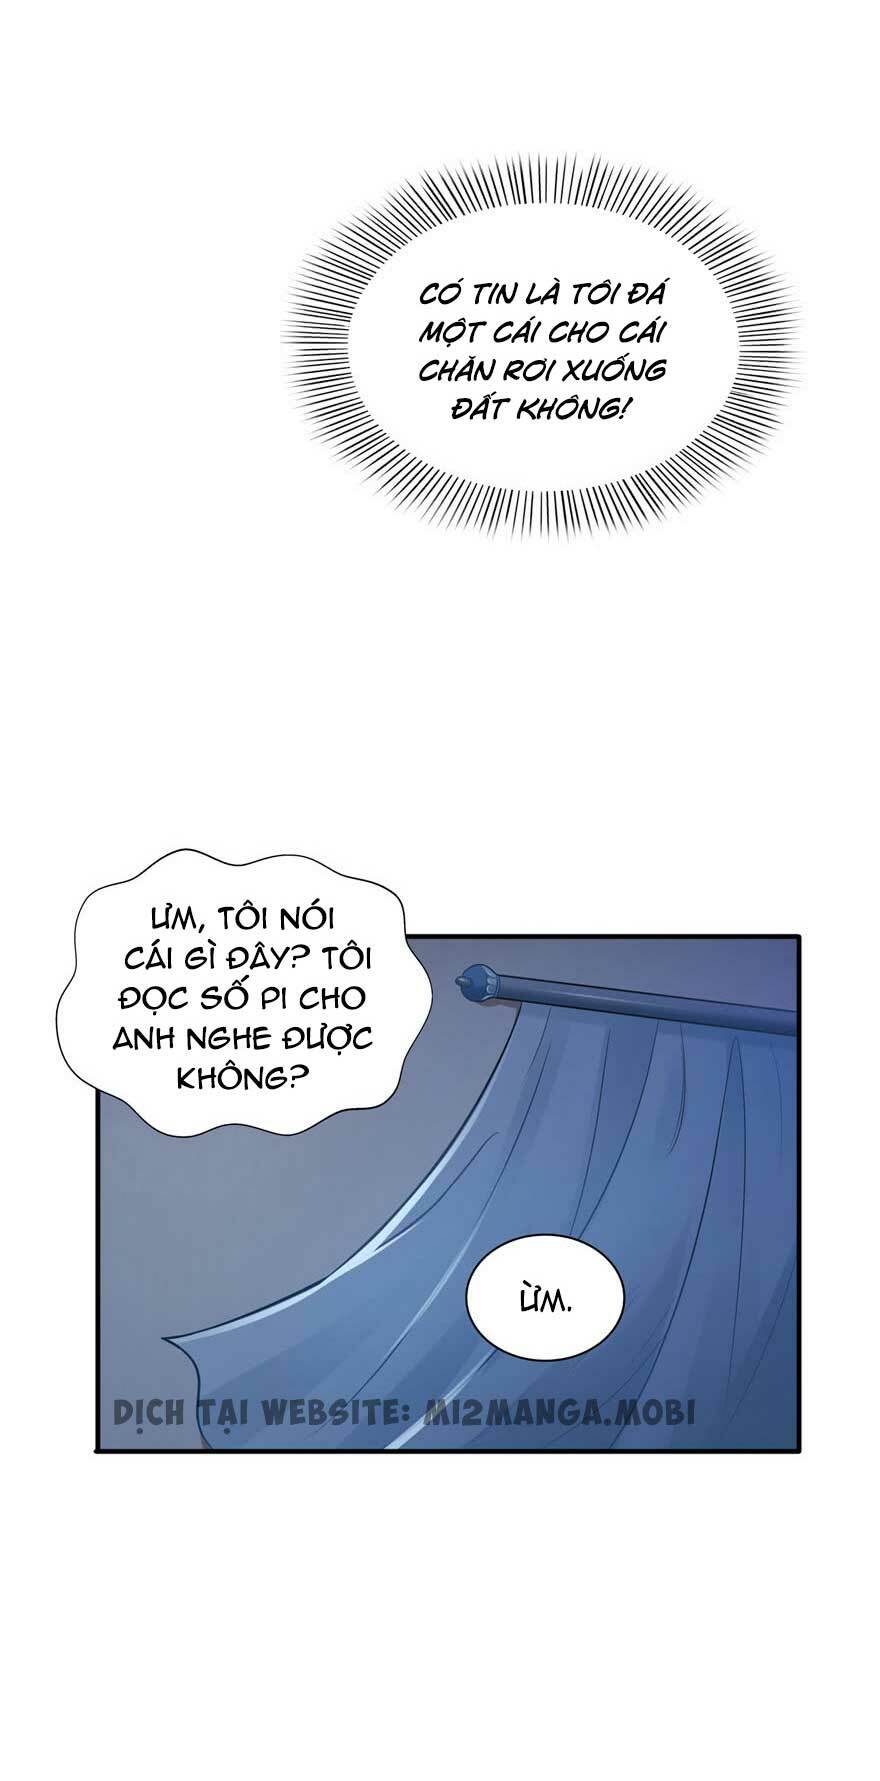 CÓ TIN LÀ TÔI ĐÁ
MỘT CÁI CHO CÁI
CHĂN RƠI XUỐNG
ĐẤT KHÔNG!
ƯM, TÔI NÓI
CÁI GÌ ĐÂY? TÔI
ĐỌC SỐ PI CHO
ANH NGHE ĐƯỢC
KHÔNG?
ỪM.
DỊCH TẠI WEBSITE: MI2MANGA.MOBI